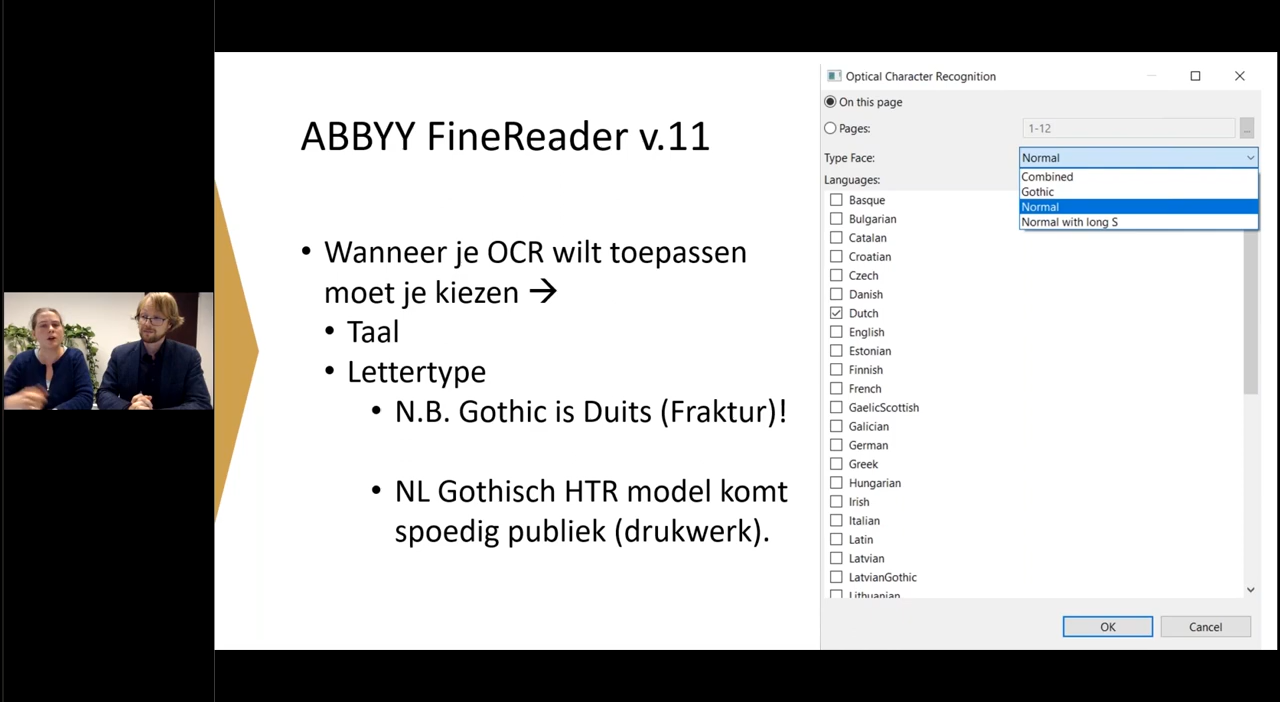 ABBYY FineReader v.11
• Wanneer je OCR wilt toepassen
moet je kiezen →
• Taal
• Lettertype
• N.B. Gothic is Duits (Fraktur)!
• NL Gothisch HTR model komt
spoedig publiek (drukwerk).
Optical Character Recognition
On this page
Pages:
1-12
...
Type Face:
Normal
Combined
Gothic
Normal
Normal with long S
Languages:
Basque
Bulgarian
Catalan
Croatian
Czech
Danish
Dutch
English
Estonian
Finnish
French
GaelicScottish
Galician
German
Greek
Hungarian
Irish
Italian
Latin
Latvian
LatvianGothic
Lithuanian
OK
Cancel